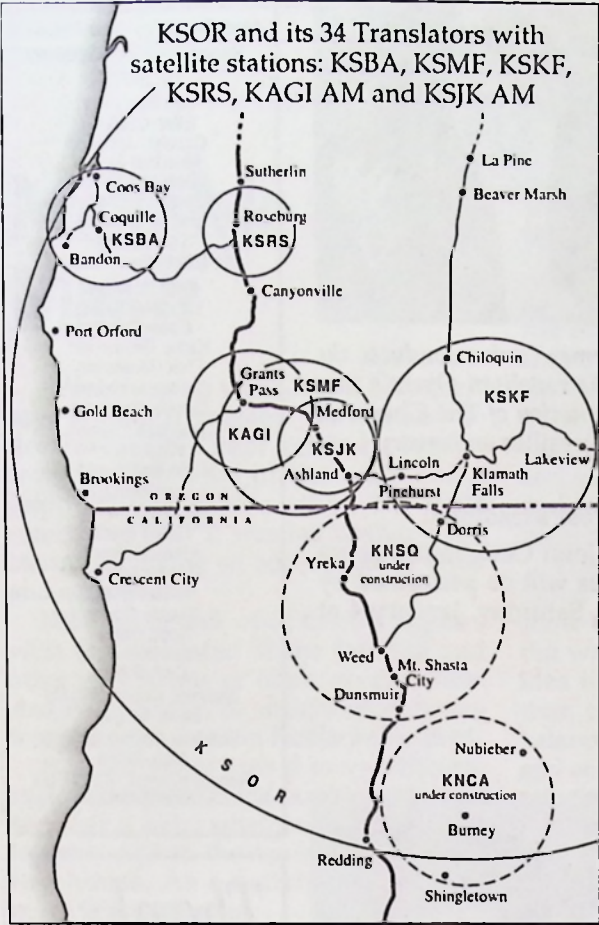 KSOR and its 34 Translators with
satellite stations: KSBA, KSMF, KSKF,
KSRS, KAGI AM and KSJK AM
La Pine
Sutherlin
Coos Bay
Beaver Marsh
Coquille
KSBA
Roseburg
KSRS
Bandon
Canyonville
Port Orford
Chiloquin
Grants
Pass
KSMF
KSKF
Gold Beach
Medford
KAGI
KSJK
Lakeview
Ashland
Lincoln
Klamath
Falls
Pinehurst
Brookings
OREGON
CALIFORNIA
Dorris
KNSQ
under
construction
Yreka
Crescent City
Weed
Mt. Shasta
City
Dunsmuir
KSOR
Nubieber
KNCA
under construction
Burney
Redding
Shingletown